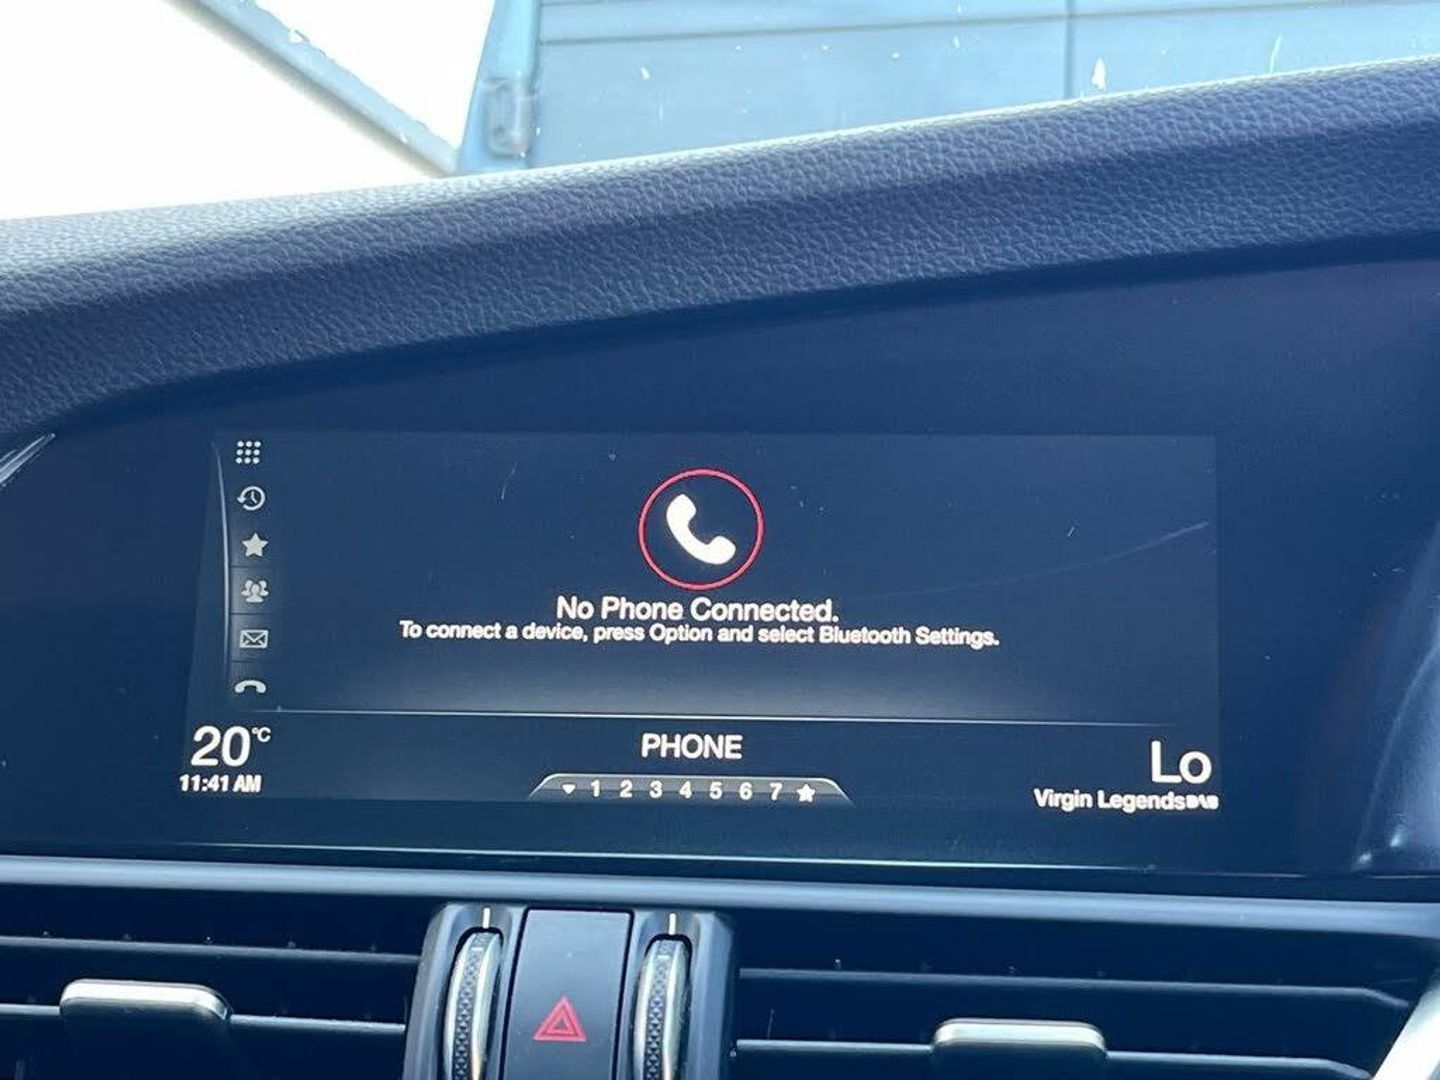 No Phone Connected.
To connect a device, press Option and select Bluetooth Settings.
20°C
11:41 AM
PHONE
1 2 3 4 5 6 7
Lo
Virgin Legends DAB